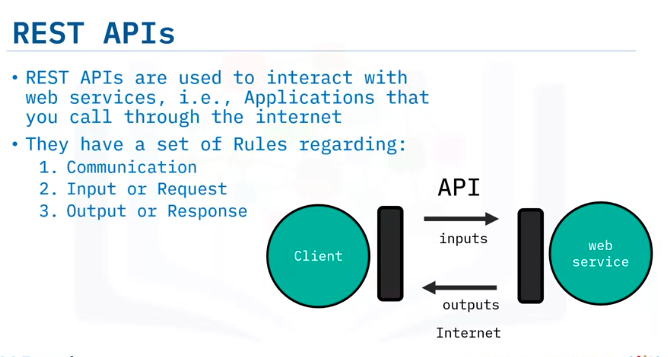 REST APIs
• REST APIs are used to interact with
web services, i.e., Applications that
you call through the internet
• They have a set of Rules regarding:
1. Communication
2. Input or Request
3. Output or Response
API
inputs
Client
web
service
outputs
Internet